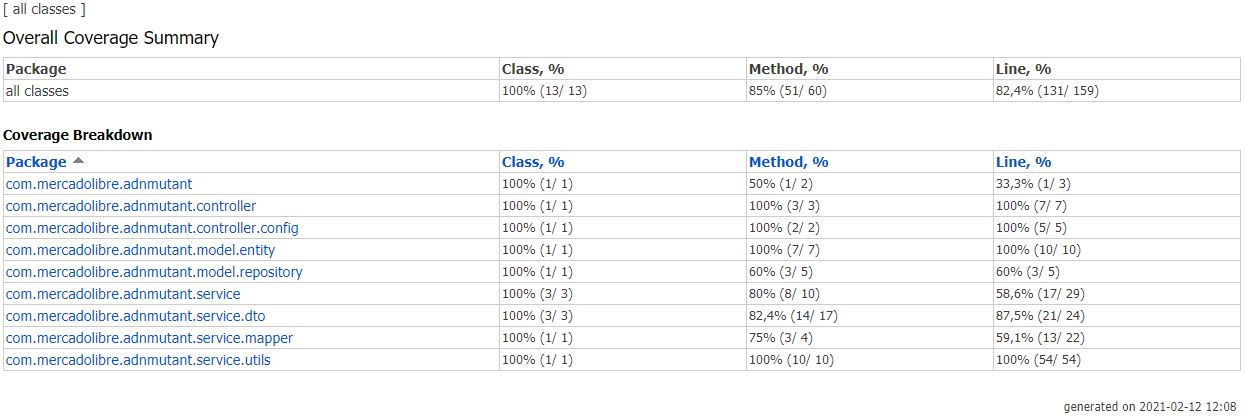 [ all classes ]
Overall Coverage Summary
Package Class, % Method, % Line, %
all classes 100% (13/ 13) 85% (51/ 60) 82,4% (131/ 159)
Coverage Breakdown
Package Class, % Method, % Line, %
com.mercadolibre.adnmutant 100% (1/ 1) 50% (1/ 2) 33,3% (1/ 3)
com.mercadolibre.adnmutant.controller 100% (1/ 1) 100% (3/ 3) 100% (7/ 7)
com.mercadolibre.adnmutant.controller.config 100% (1/ 1) 100% (2/ 2) 100% (5/ 5)
com.mercadolibre.adnmutant.model.entity 100% (1/ 1) 100% (7/ 7) 100% (10/ 10)
com.mercadolibre.adnmutant.model.repository 100% (1/ 1) 60% (3/ 5) 60% (3/ 5)
com.mercadolibre.adnmutant.service 100% (3/ 3) 80% (8/ 10) 58,6% (17/ 29)
com.mercadolibre.adnmutant.service.dto 100% (3/ 3) 82,4% (14/ 17) 87,5% (21/ 24)
com.mercadolibre.adnmutant.service.mapper 100% (1/ 1) 75% (3/ 4) 59,1% (13/ 22)
com.mercadolibre.adnmutant.service.utils 100% (1/ 1) 100% (10/ 10) 100% (54/ 54)
generated on 2021-02-12 12:08